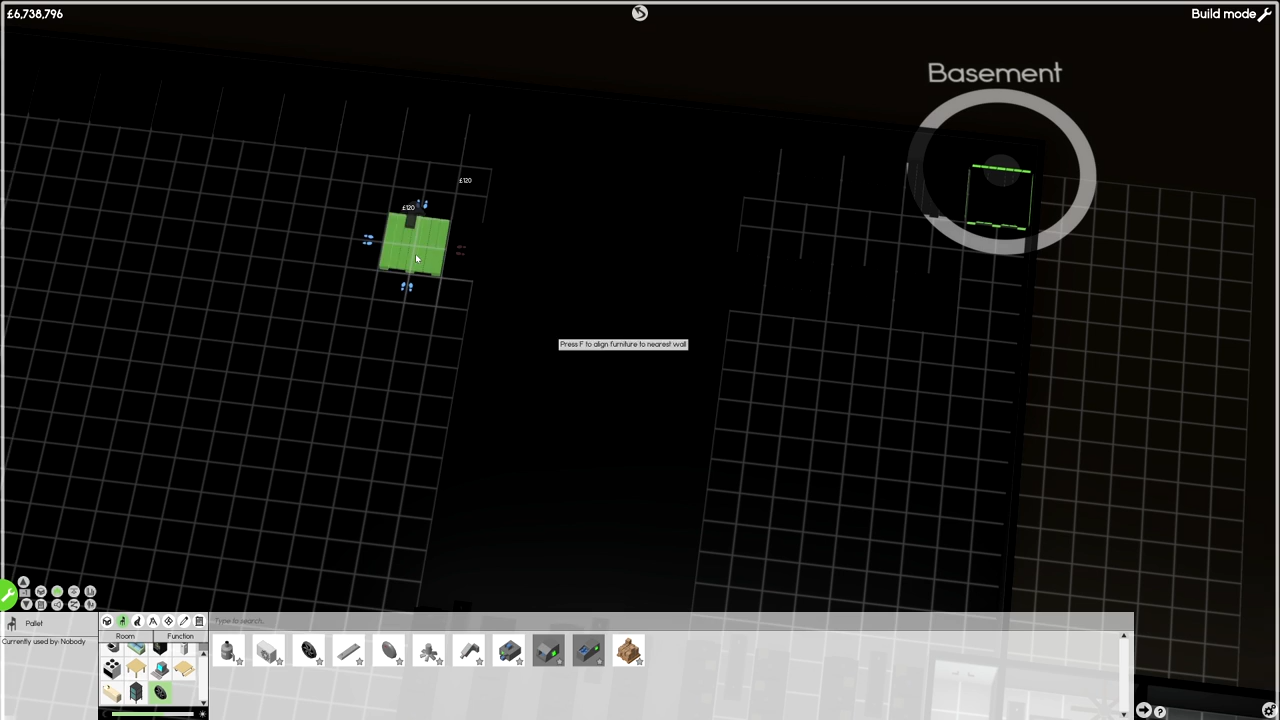 £6,738,796
Build mode
Basement
£120
£120
Press F to align furniture to nearest wall
Type to search..
Pallet
Room
Function
Currently used by: Nobody
?